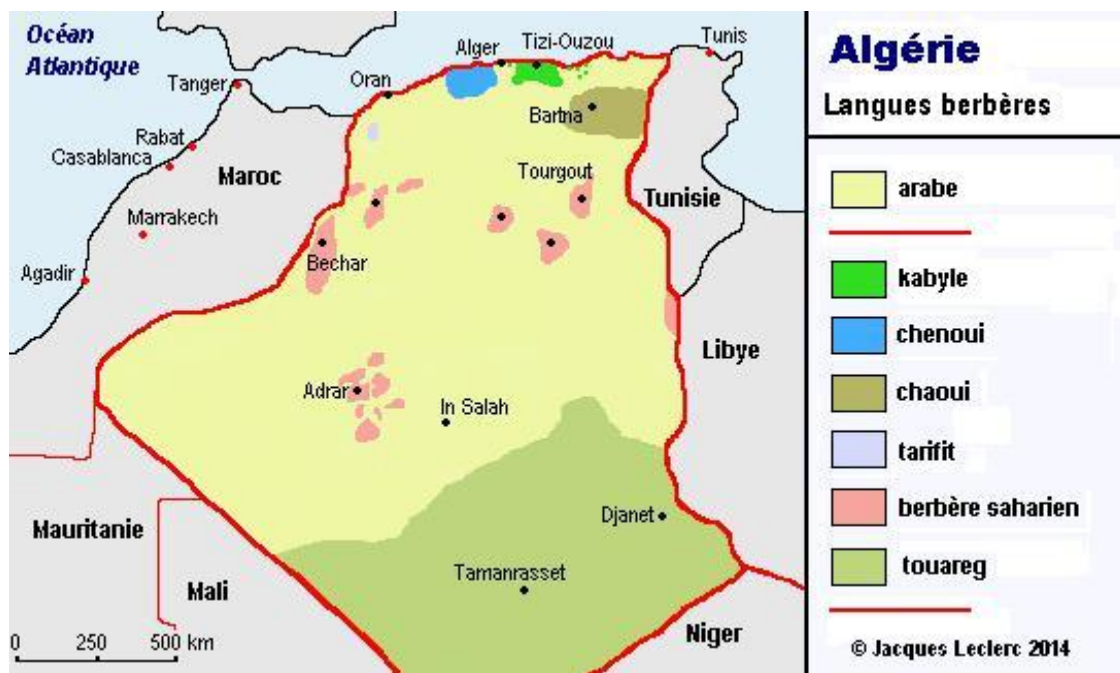 Océan
Atlantique
Tanger
Rabat
Casablanca
Marrakech
Agadir
Maroc
Oran
Alger
Tizi-Ouzou
Tunis
Bartna
Tourgout
Tunisie
Bechar
Adrar
In Salah
Libye
Djanet
Tamanrasset
Mauritanie
Mali
Niger
0 250 500 km
Algérie
Langues berbères
arabe
kabyle
chenoui
chaoui
tarifit
berbère saharien
touareg
© Jacques Leclerc 2014